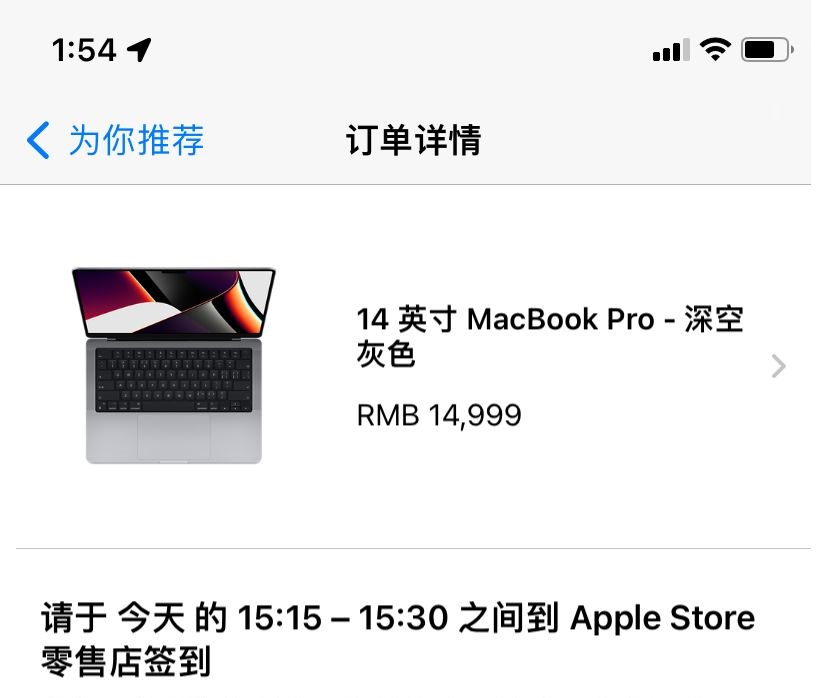 1:54
为你推荐
订单详情
14 英寸 MacBook Pro - 深空
灰色
RMB 14,999
请于 今天 的 15:15 – 15:30 之间到 Apple Store
零售店签到